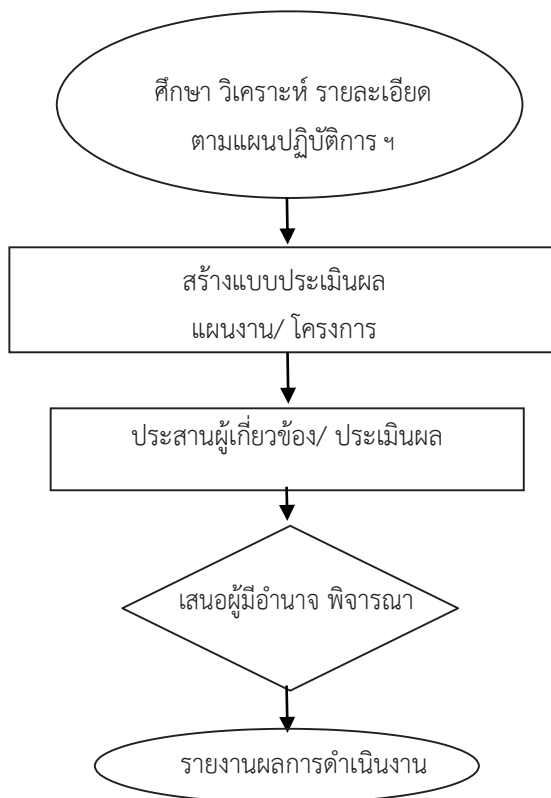 ศึกษา วิเคราะห์ รายละเอียด
ตามแผนปฏิบัติการ ฯ
สร้างแบบประเมินผล
แผนงาน/ โครงการ
ประสานผู้เกี่ยวข้อง/ ประเมินผล
เสนอผู้มีอำนาจ พิจารณา
รายงานผลการดำเนินงาน